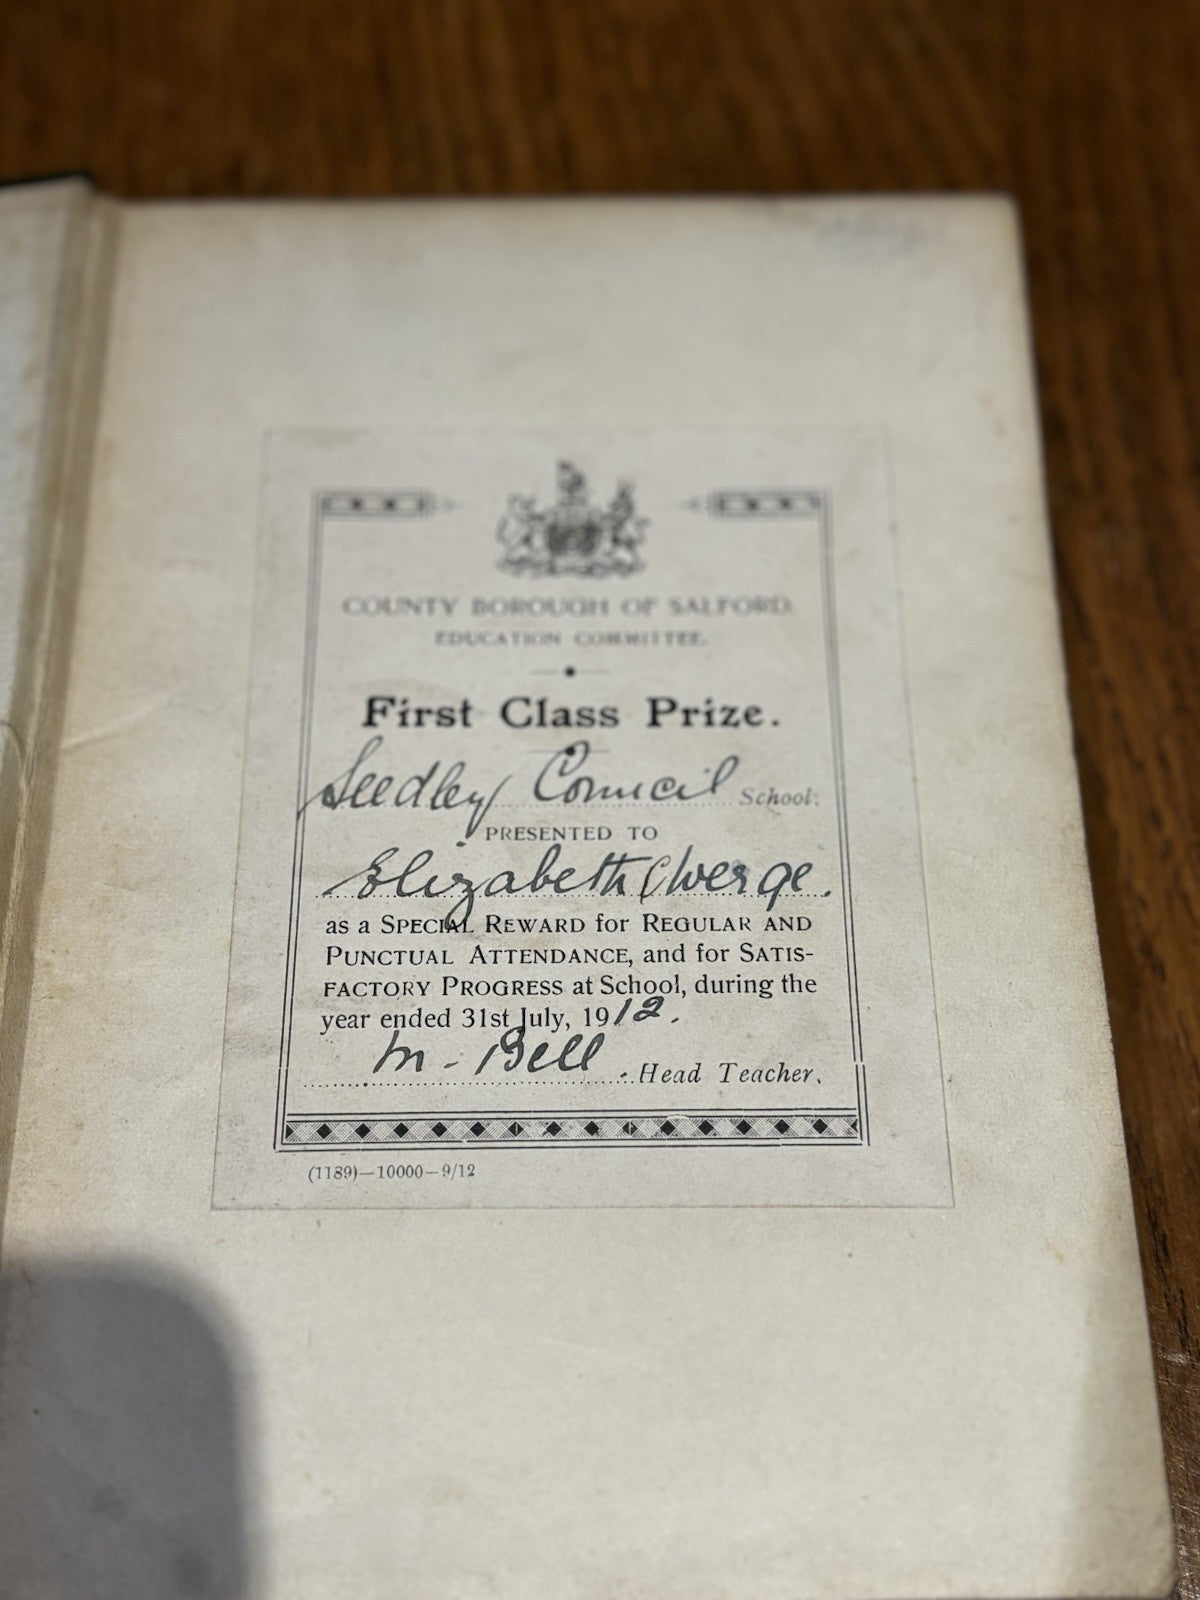 COUNTY BOROUGH OF SALFORD.
EDUCATION COMMITTEE.
First Class Prize.
Seedley Council School.
PRESENTED TO
Elizabeth Werge.
as a SPECIAL REWARD for REGULAR AND
PUNCTUAL ATTENDANCE, and for SATIS-
FACTORY PROGRESS at School, during the
year ended 31st July, 1912.
M. Bell. Head Teacher.
(1189)—10000—9/12